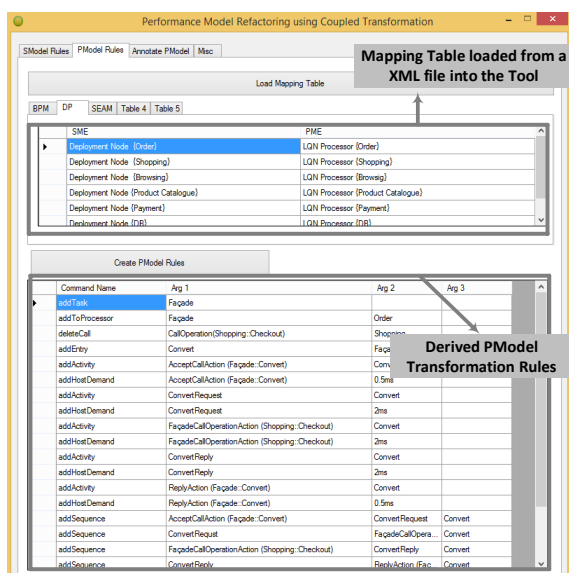 Performance Model Refactoring using Coupled Transformation
SModel Rules PModel Rules Annotate PModel Misc
Mapping Table loaded from a
XML file into the Tool
Load Mapping Table
BPM DP SEAM Table 4 Table 5
SME PME
Deployment Node {Order} LQN Processor {Order}
Deployment Node {Shopping} LQN Processor {Shopping}
Deployment Node {Browsing} LQN Processor {Browsig}
Deployment Node {Product Catalogue} LQN Processor {Product Catalogue}
Deployment Node {Payment} LQN Processor {Payment}
Deployment Node {DB} LQN Processor {DB}
Create PModel Rules
Command Name Arg 1 Arg 2 Arg 3
addTask Façade
addToProcessor Façade Order
deleteCall CallOperation(Shopping::Checkout) Shopping
Derived PModel
Transformation Rules
addEntry Convert
addActivity AcceptCallAction (Façade::Convert)
addHostDemand AcceptCallAction (Façade::Convert) 0.5ms
addActivity ConvertRequest Convert
addHostDemand ConvertRequest 2ms
addActivity FaçadeCallOperationAction (Shopping::Checkout) Convert
addHostDemand FaçadeCallOperationAction (Shopping::Checkout) 2ms
addActivity ConvertReply Convert
addHostDemand ConvertReply 2ms
addActivity ReplyAction (Façade::Convert) Convert
addHostDemand ReplyAction (Façade::Convert) 0.5ms
addSequence AcceptCallAction (Façade::Convert) ConvertRequest Convert
addSequence ConvertRequst FaçadeCallOpera... Convert
addSequence FaçadeCallOperationAction (Shopping::Checkout) ConvertReply Convert
addSequence ConvertReply ReplyAction (Fac... Convert